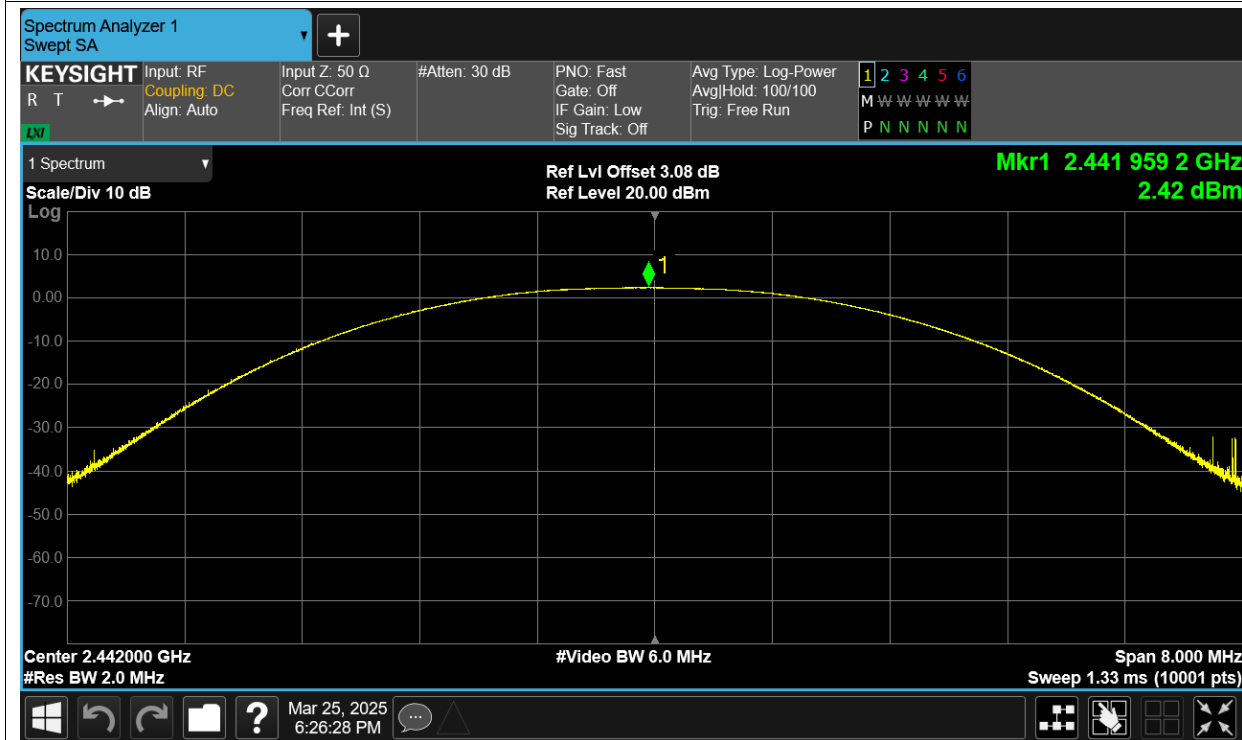 Spectrum Analyzer 1
Swept SA
KEYSIGHT
R T
LXI
Input: RF
Coupling: DC
Align: Auto
Input Z: 50 Ω
Corr CCorr
Freq Ref: Int (S)
#Atten: 30 dB
PNO: Fast
Gate: Off
IF Gain: Low
Sig Track: Off
Avg Type: Log-Power
Avg|Hold: 100/100
Trig: Free Run
1 2 3 4 5 6
M W W W W W
P N N N N N
1 Spectrum
Scale/Div 10 dB
Log
Ref Lvl Offset 3.08 dB
Ref Level 20.00 dBm
Mkr1 2.441 959 2 GHz
2.42 dBm
1
10.0
0.00
-10.0
-20.0
-30.0
-40.0
-50.0
-60.0
-70.0
Center 2.442000 GHz
#Res BW 2.0 MHz
#Video BW 6.0 MHz
Span 8.000 MHz
Sweep 1.33 ms (10001 pts)
?
Mar 25, 2025
6:26:28 PM